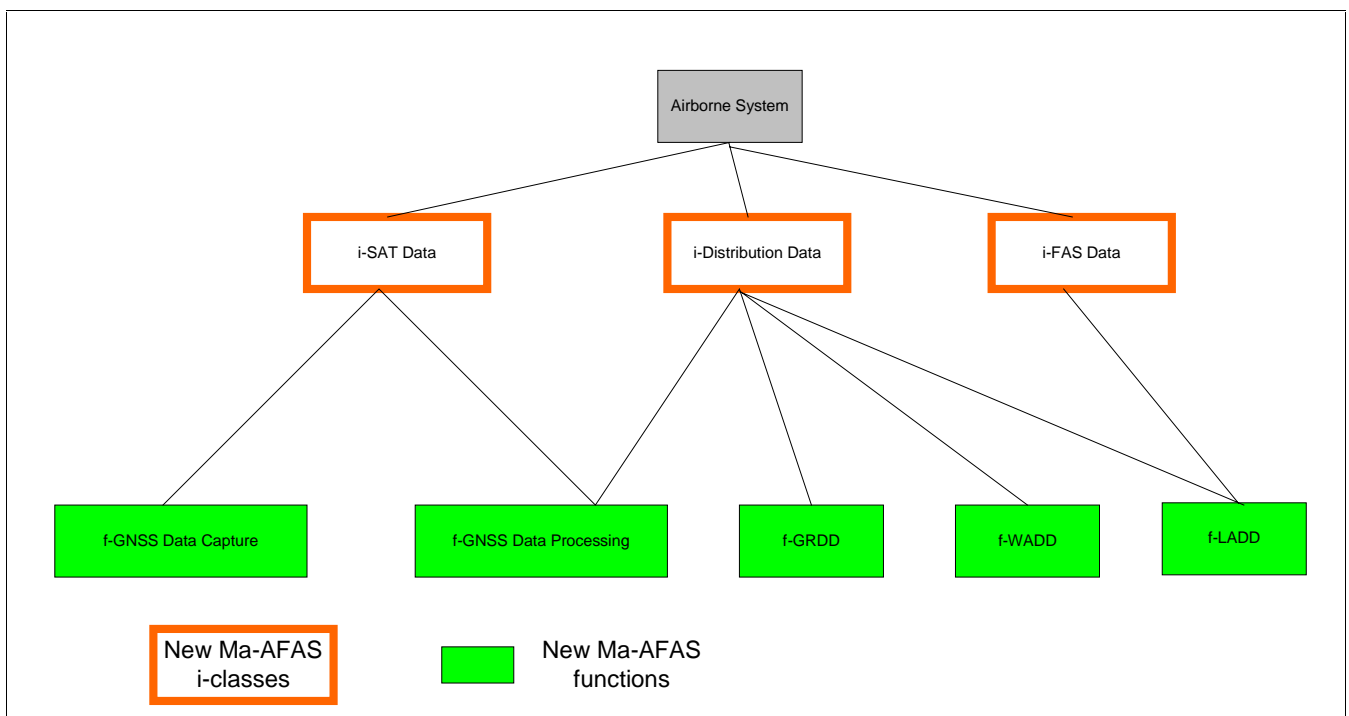 Airborne System
i-SAT Data
i-Distribution Data
i-FAS Data
f-GNSS Data Capture
f-GNSS Data Processing
f-GRDD
f-WADD
f-LADD
New Ma-AFAS
i-classes
New Ma-AFAS
functions